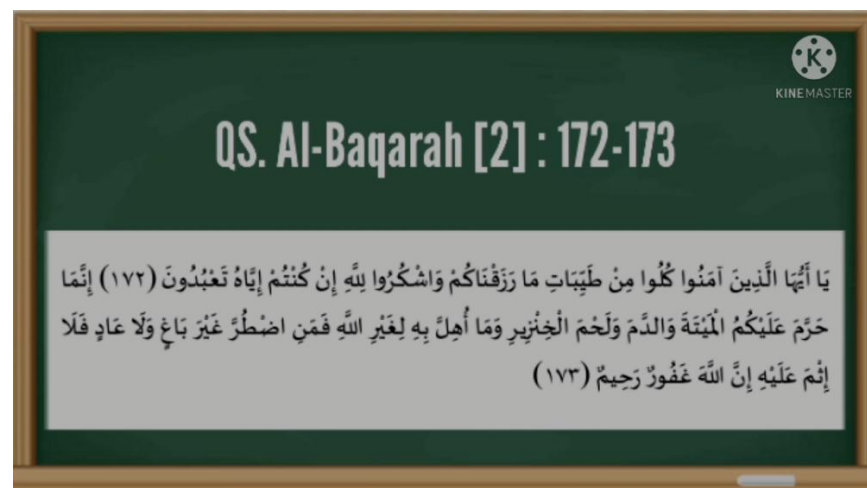 KINEMASTER
QS. Al-Baqarah [2] : 172-173
يَا أَيُّهَا الَّذِينَ آمَنُوا كُلُوا مِنْ طَيِّبَاتِ مَا رَزَقْنَاكُمْ وَاشْكُرُوا لِلَّهِ إِنْ كُنْتُمْ إِيَّاهُ تَعْبُدُونَ (١٧٢) إِنَّمَا
حَرَّمَ عَلَيْكُمُ الْمَيْتَةَ وَالدَّمَ وَلَحْمَ الْخِنْزِيرِ وَمَا أُهِلَّ بِهِ لِغَيْرِ اللَّهِ فَمَنِ اضْطُرَّ غَيْرَ بَاغٍ وَلَا عَادٍ فَلَا
إِثْمَ عَلَيْهِ إِنَّ اللَّهَ غَفُورٌ رَحِيمٌ (١٧٣)